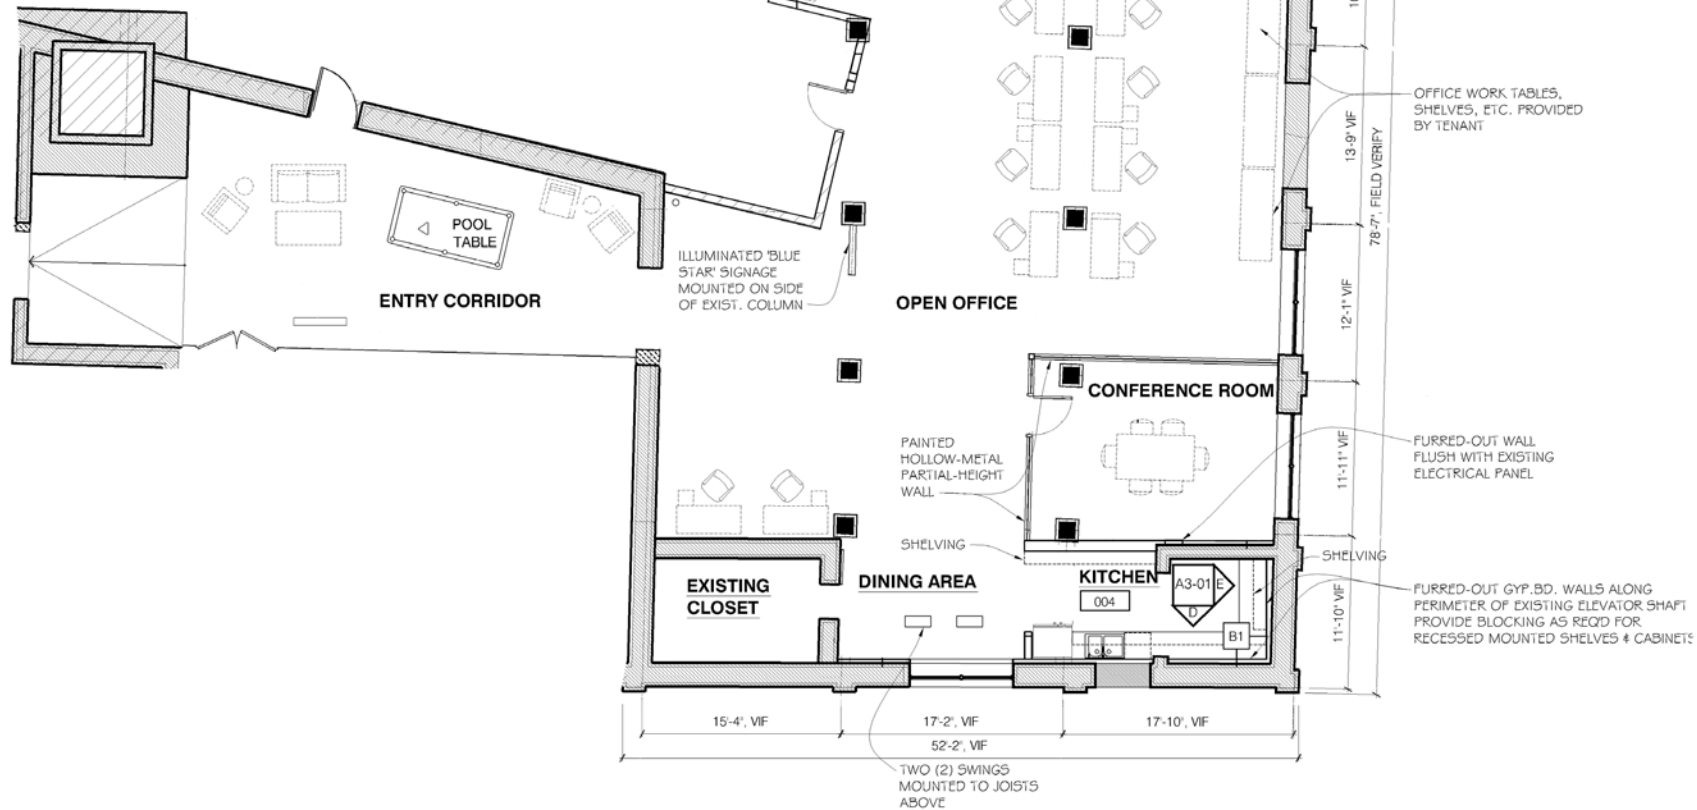 OFFICE WORK TABLES,
SHELVES, ETC. PROVIDED
BY TENANT
13'-9" VIF
78'-7", FIELD VERIFY
POOL
TABLE
ILLUMINATED 'BLUE
STAR' SIGNAGE
MOUNTED ON SIDE
OF EXIST. COLUMN
ENTRY CORRIDOR
OPEN OFFICE
12'-1" VIF
CONFERENCE ROOM
PAINTED
HOLLOW-METAL
PARTIAL-HEIGHT
WALL
11'-11" VIF
FURRED-OUT WALL
FLUSH WITH EXISTING
ELECTRICAL PANEL
SHELVING
SHELVING
EXISTING
CLOSET
DINING AREA
KITCHEN
004
A3-01
E
D
B1
11'-10" VIF
FURRED-OUT GYP.BD. WALLS ALONG
PERIMETER OF EXISTING ELEVATOR SHAFT
PROVIDE BLOCKING AS REQ'D FOR
RECESSED MOUNTED SHELVES & CABINETS
15'-4", VIF
17'-2", VIF
17'-10", VIF
52'-2", VIF
TWO (2) SWINGS
MOUNTED TO JOISTS
ABOVE